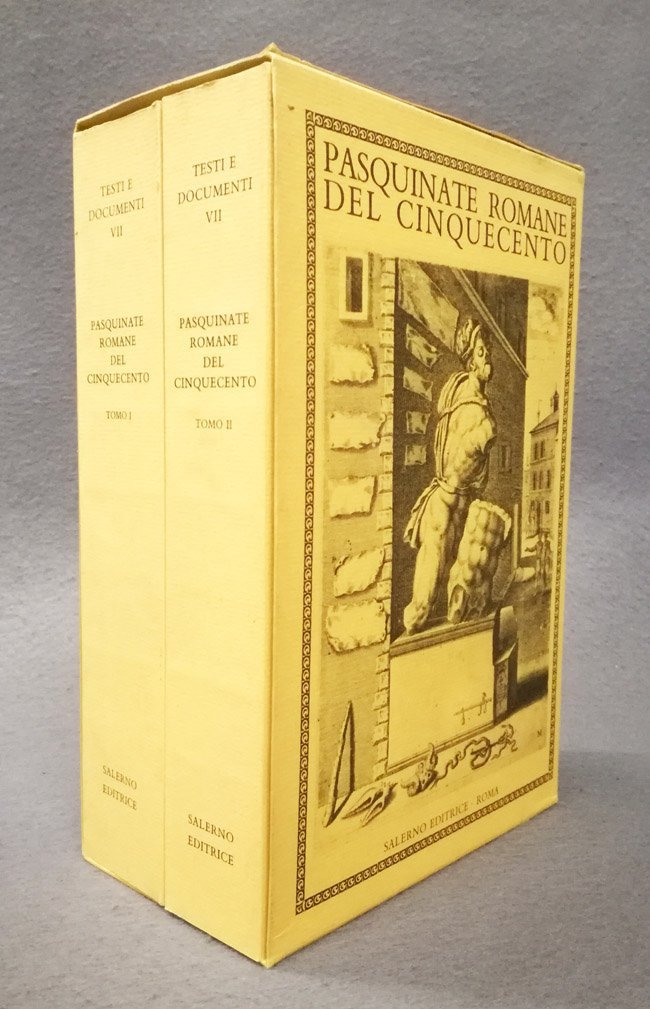 TESTI E
DOCUMENTI
VII
PASQUINATE
ROMANE
DEL
CINQUECENTO
TOMO I
SALERNO
EDITRICE
TESTI E
DOCUMENTI
VII
PASQUINATE
ROMANE
DEL
CINQUECENTO
TOMO II
SALERNO
EDITRICE
PASQUINATE ROMANE
DEL CINQUECENTO
M
SALERNO EDITRICE ROMA